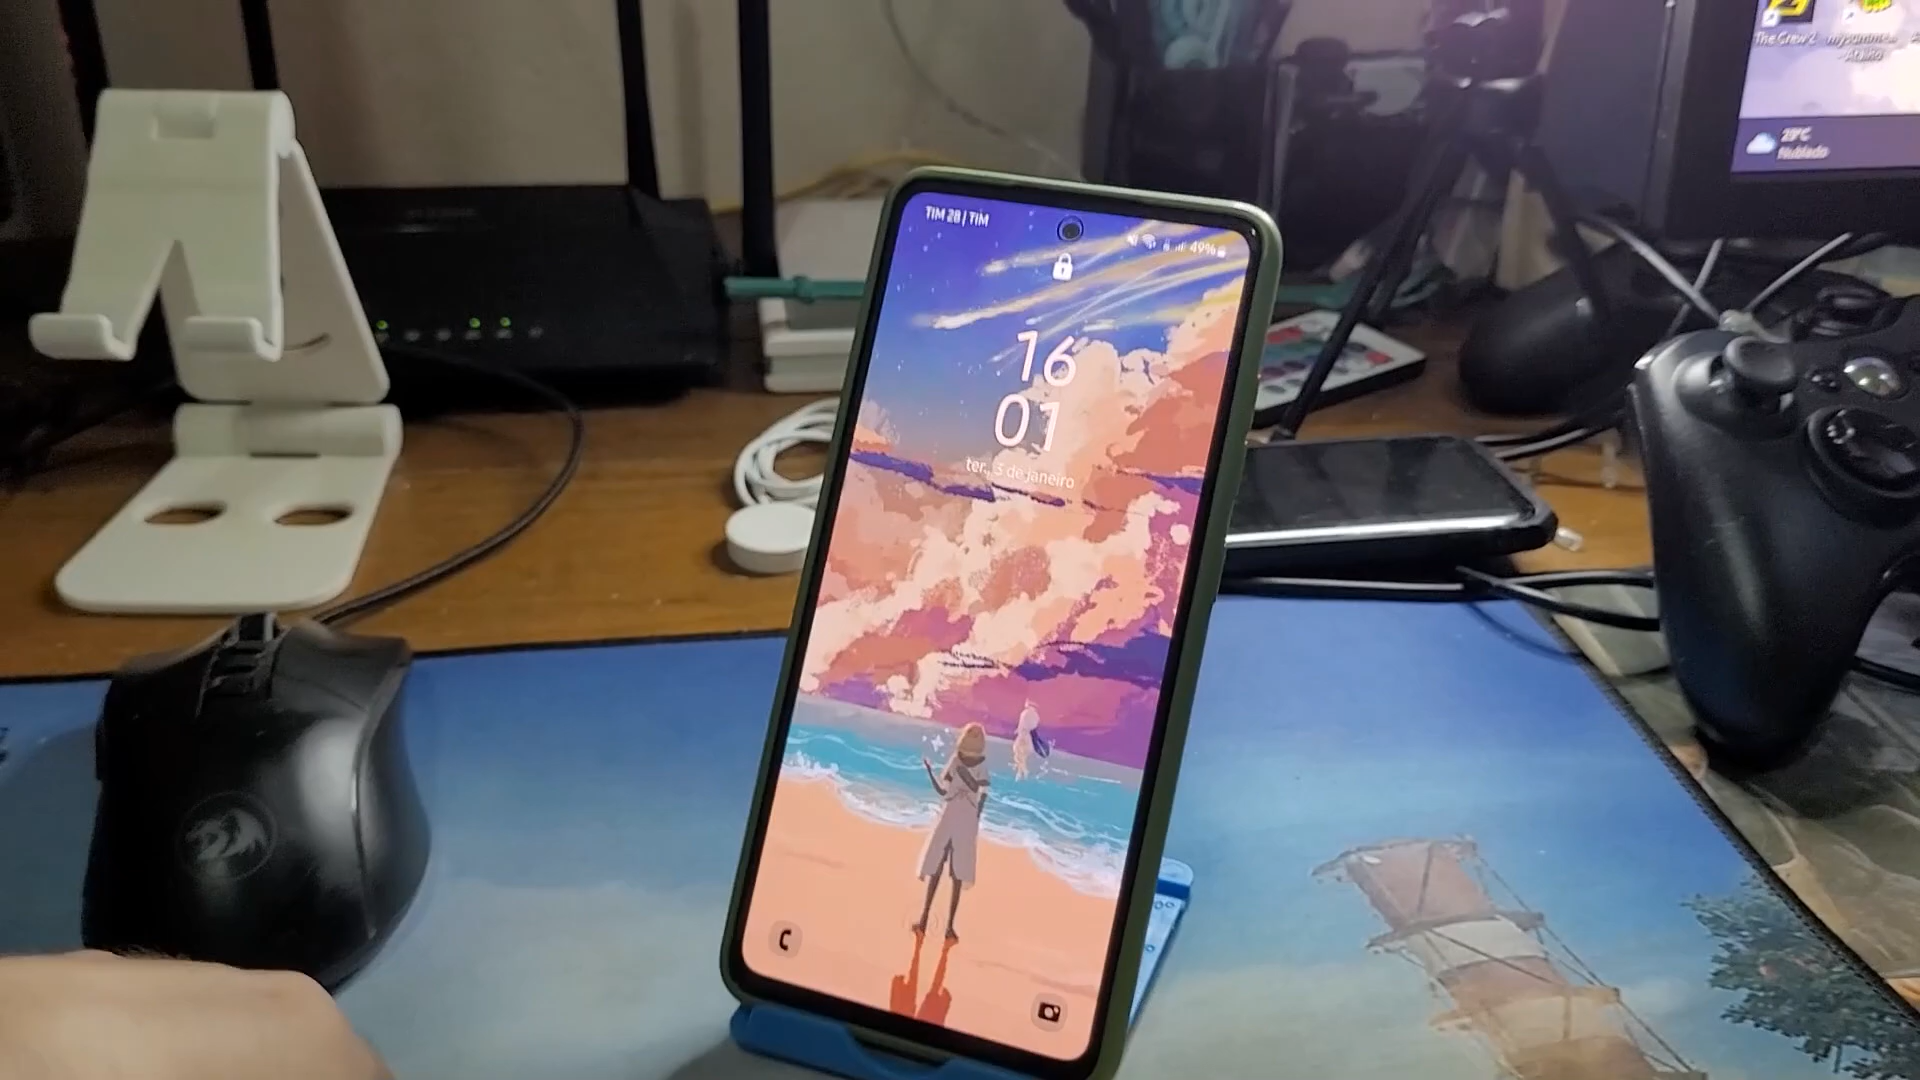 The Crew 2
29°C
Nublado
TIM 28 | TIM
49%
16
01
ter., 3 de janeiro